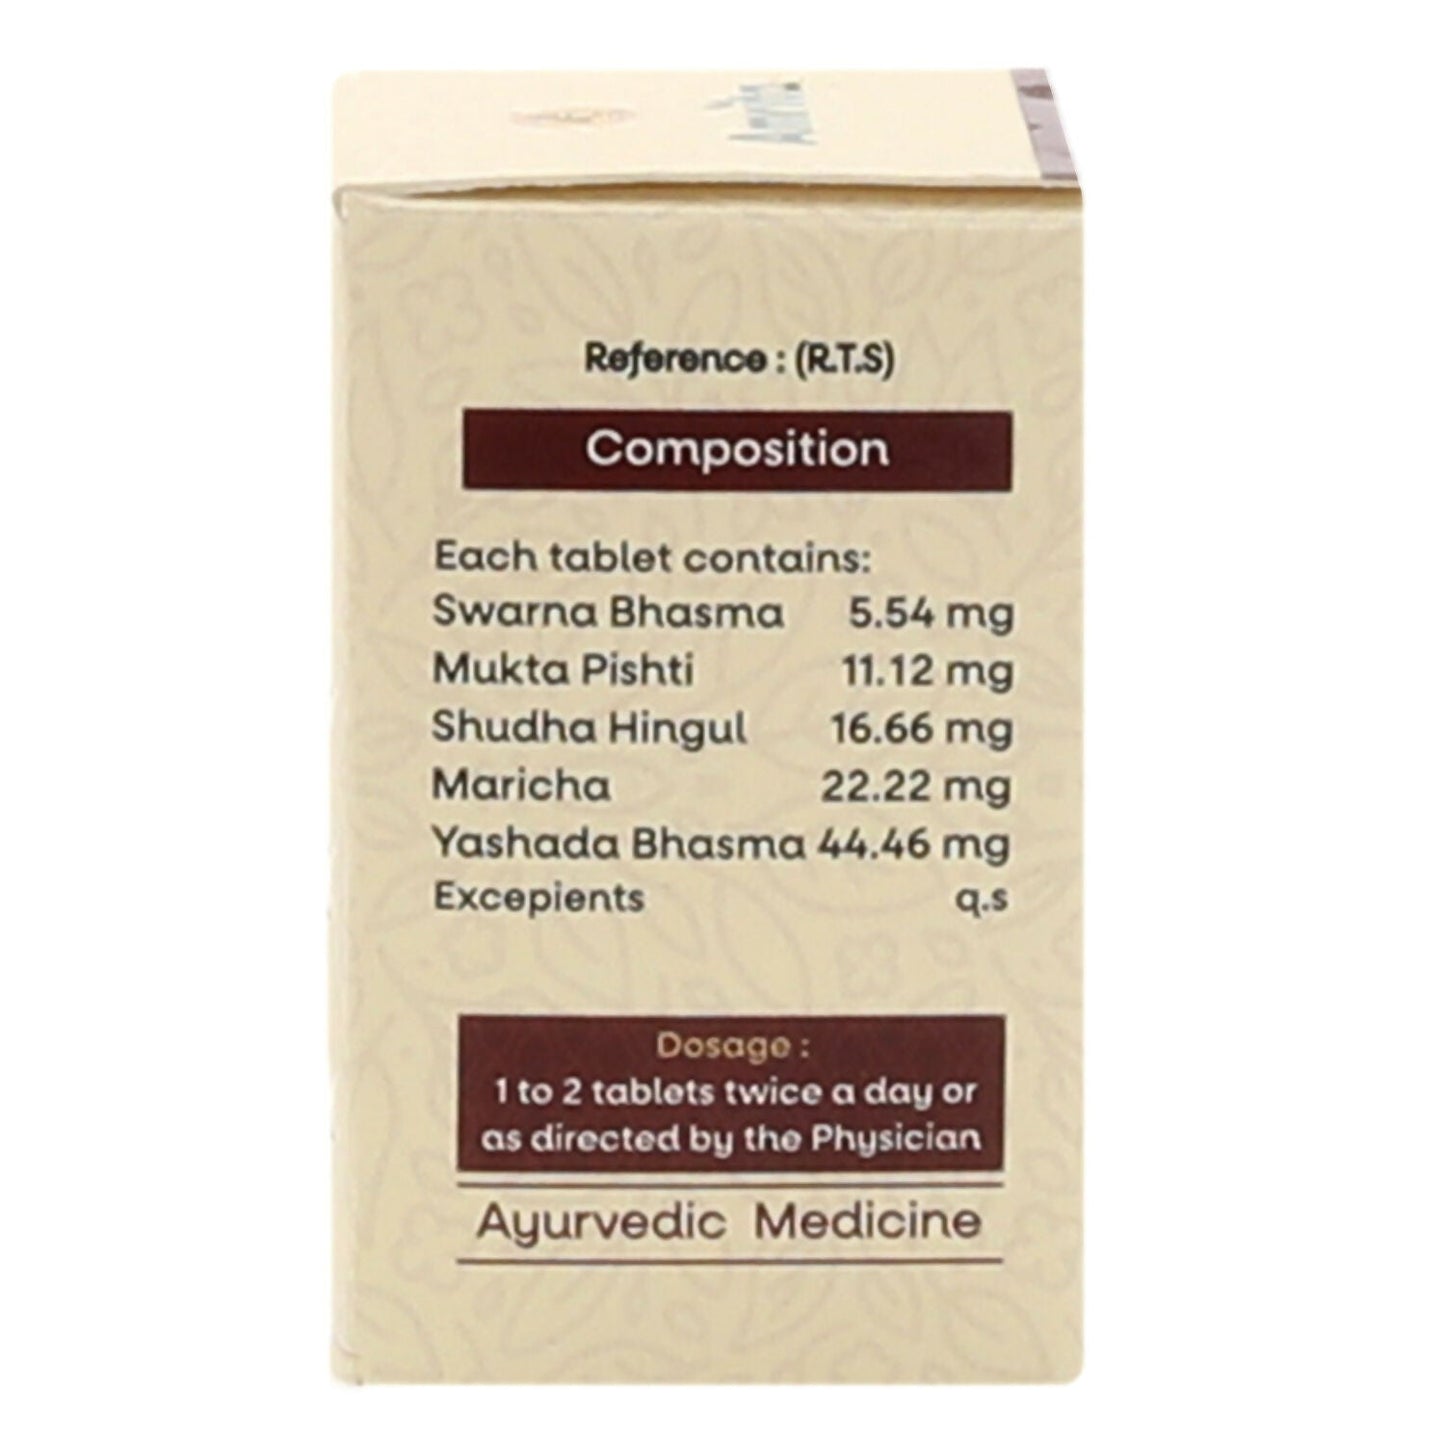 Reference : (R.T.S)
Composition
Each tablet contains:
Swarna Bhasma 5.54 mg
Mukta Pishti 11.12 mg
Shudha Hingul 16.66 mg
Maricha 22.22 mg
Yashada Bhasma 44.46 mg
Excepients q.s
Dosage :
1 to 2 tablets twice a day or
as directed by the Physician
Ayurvedic Medicine